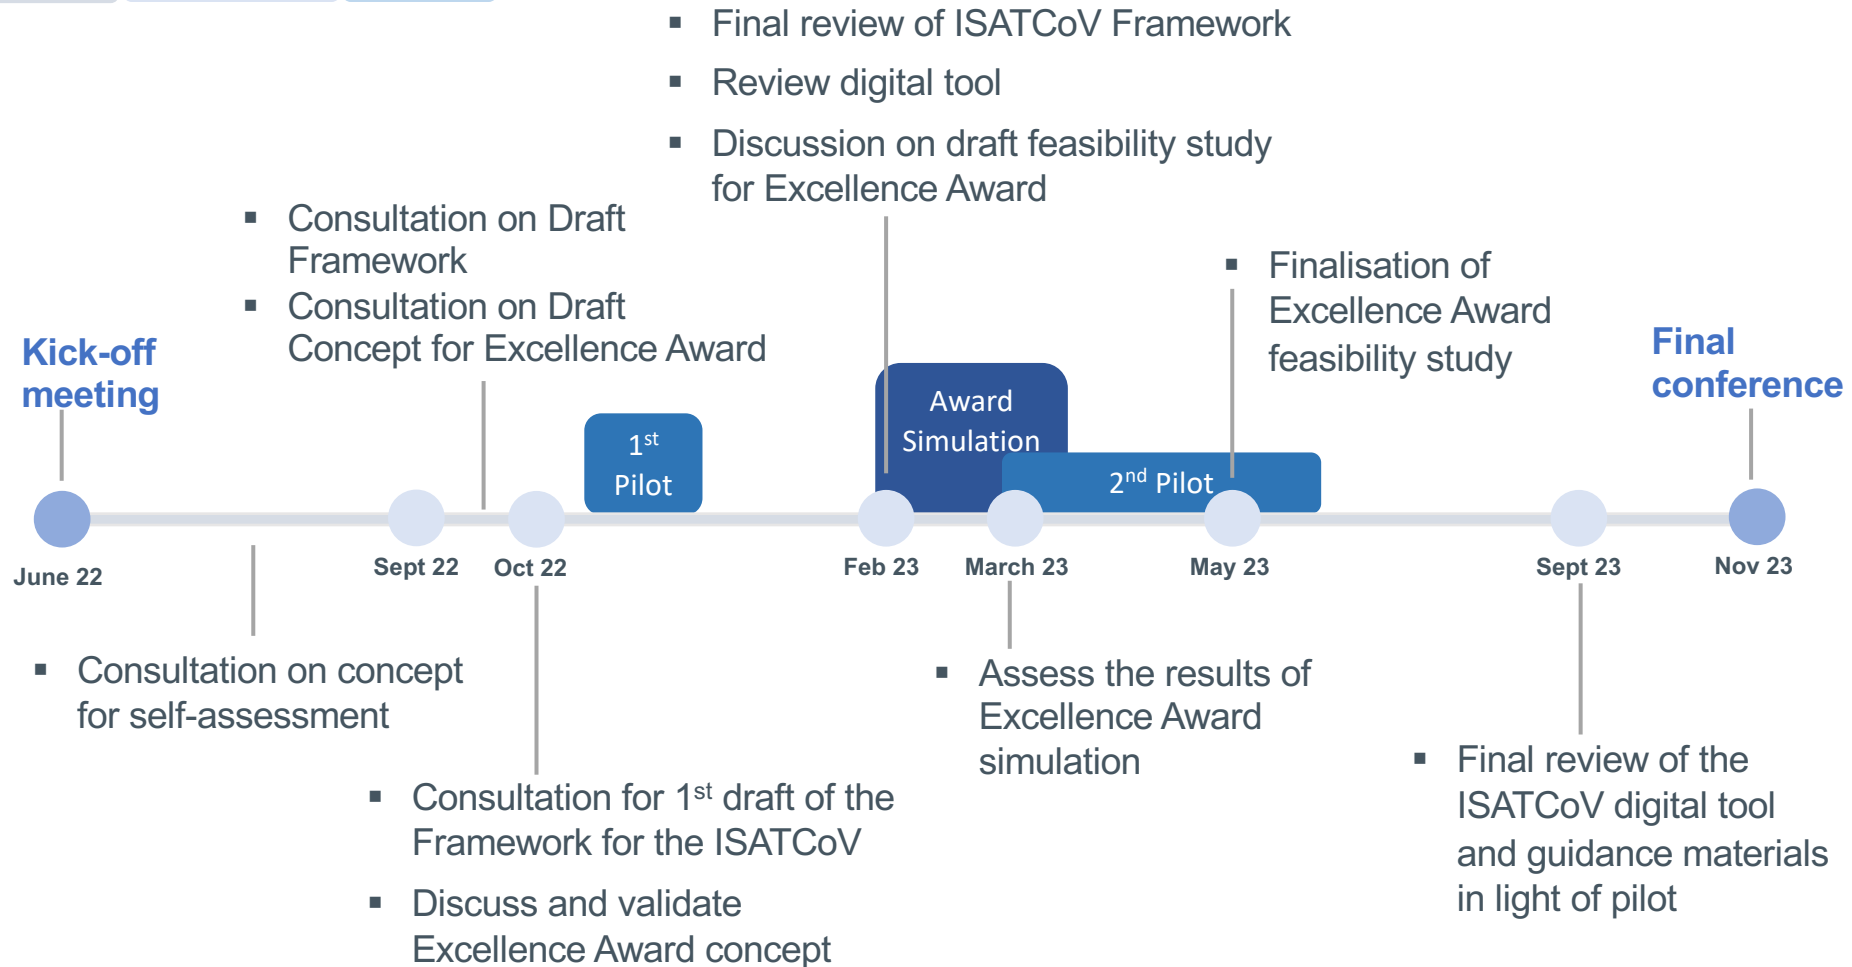 ▪ Final review of ISATCoV Framework
▪ Review digital tool
▪ Discussion on draft feasibility study
for Excellence Award
▪ Consultation on Draft
Framework
▪ Consultation on Draft
Concept for Excellence Award
▪ Finalisation of
Excellence Award
feasibility study
Kick-off
meeting
Final
conference
1st
Pilot
Award
Simulation
2nd Pilot
June 22
Sept 22
Oct 22
Feb 23
March 23
May 23
Sept 23
Nov 23
▪ Consultation on concept
for self-assessment
▪ Consultation for 1st draft of the
Framework for the ISATCoV
▪ Discuss and validate
Excellence Award concept
▪ Assess the results of
Excellence Award
simulation
▪ Final review of the
ISATCoV digital tool
and guidance materials
in light of pilot